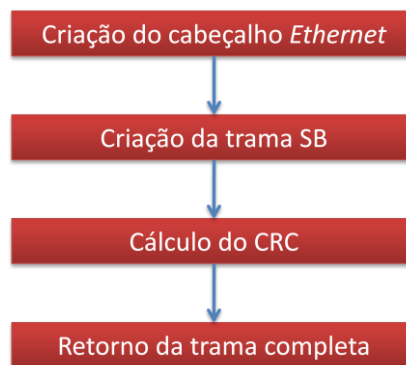 Criação do cabeçalho Ethernet
Criação da trama SB
Cálculo do CRC
Retorno da trama completa